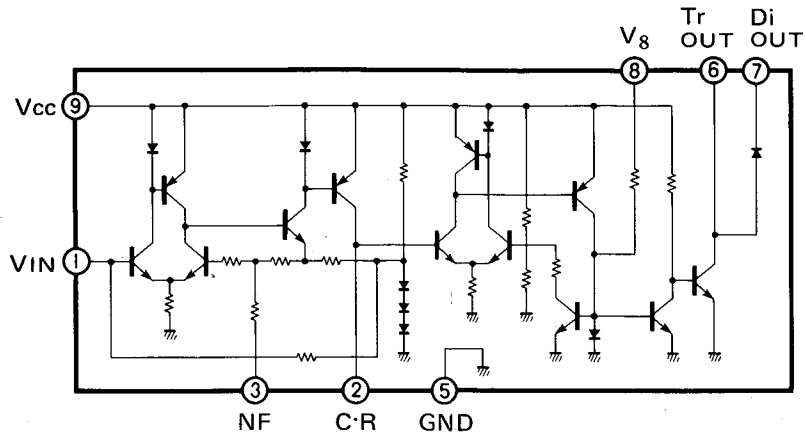 Tr Di
V8 OUT OUT
8 6 7
Vcc 9
VIN 1
3 2 5
NF C·R GND